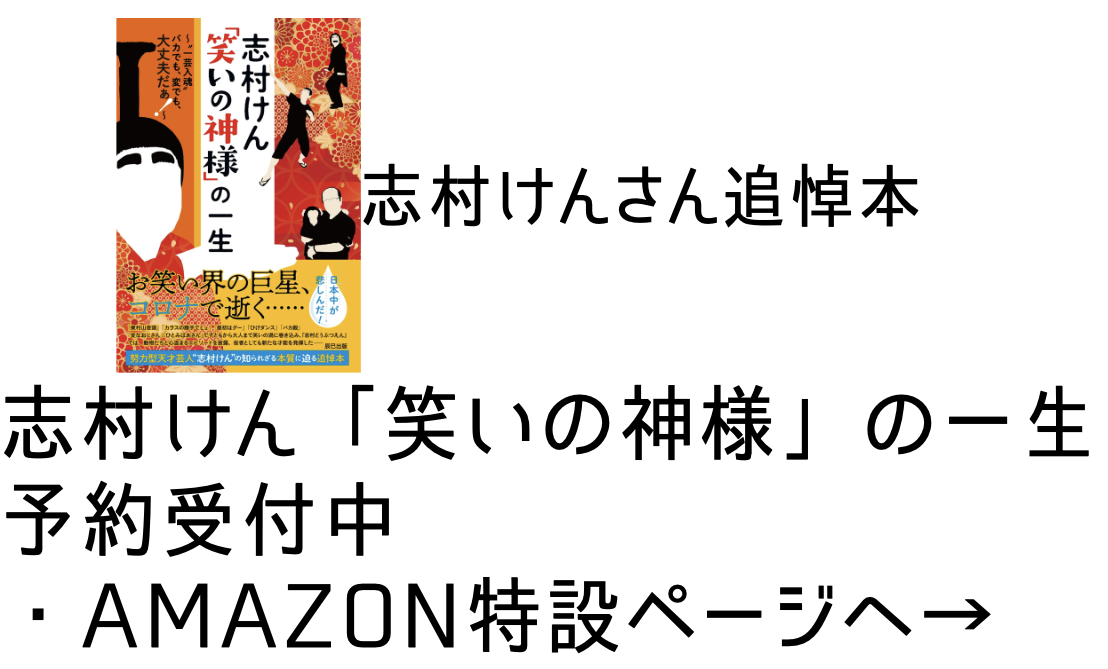 志村けん
「笑いの神様」の一生
〜"一芸入魂"
バカでも、変でも、
大丈夫だぁ！〜
お笑い界の巨星、
コロナで逝く……
日本中が
悲しんだ！
辰巳出版
努力型天才芸人“志村けん”の知られざる本質に迫る追悼本
志村けんさん追悼本
志村けん「笑いの神様」の一生
予約受付中
・AMAZON特設ページへ→